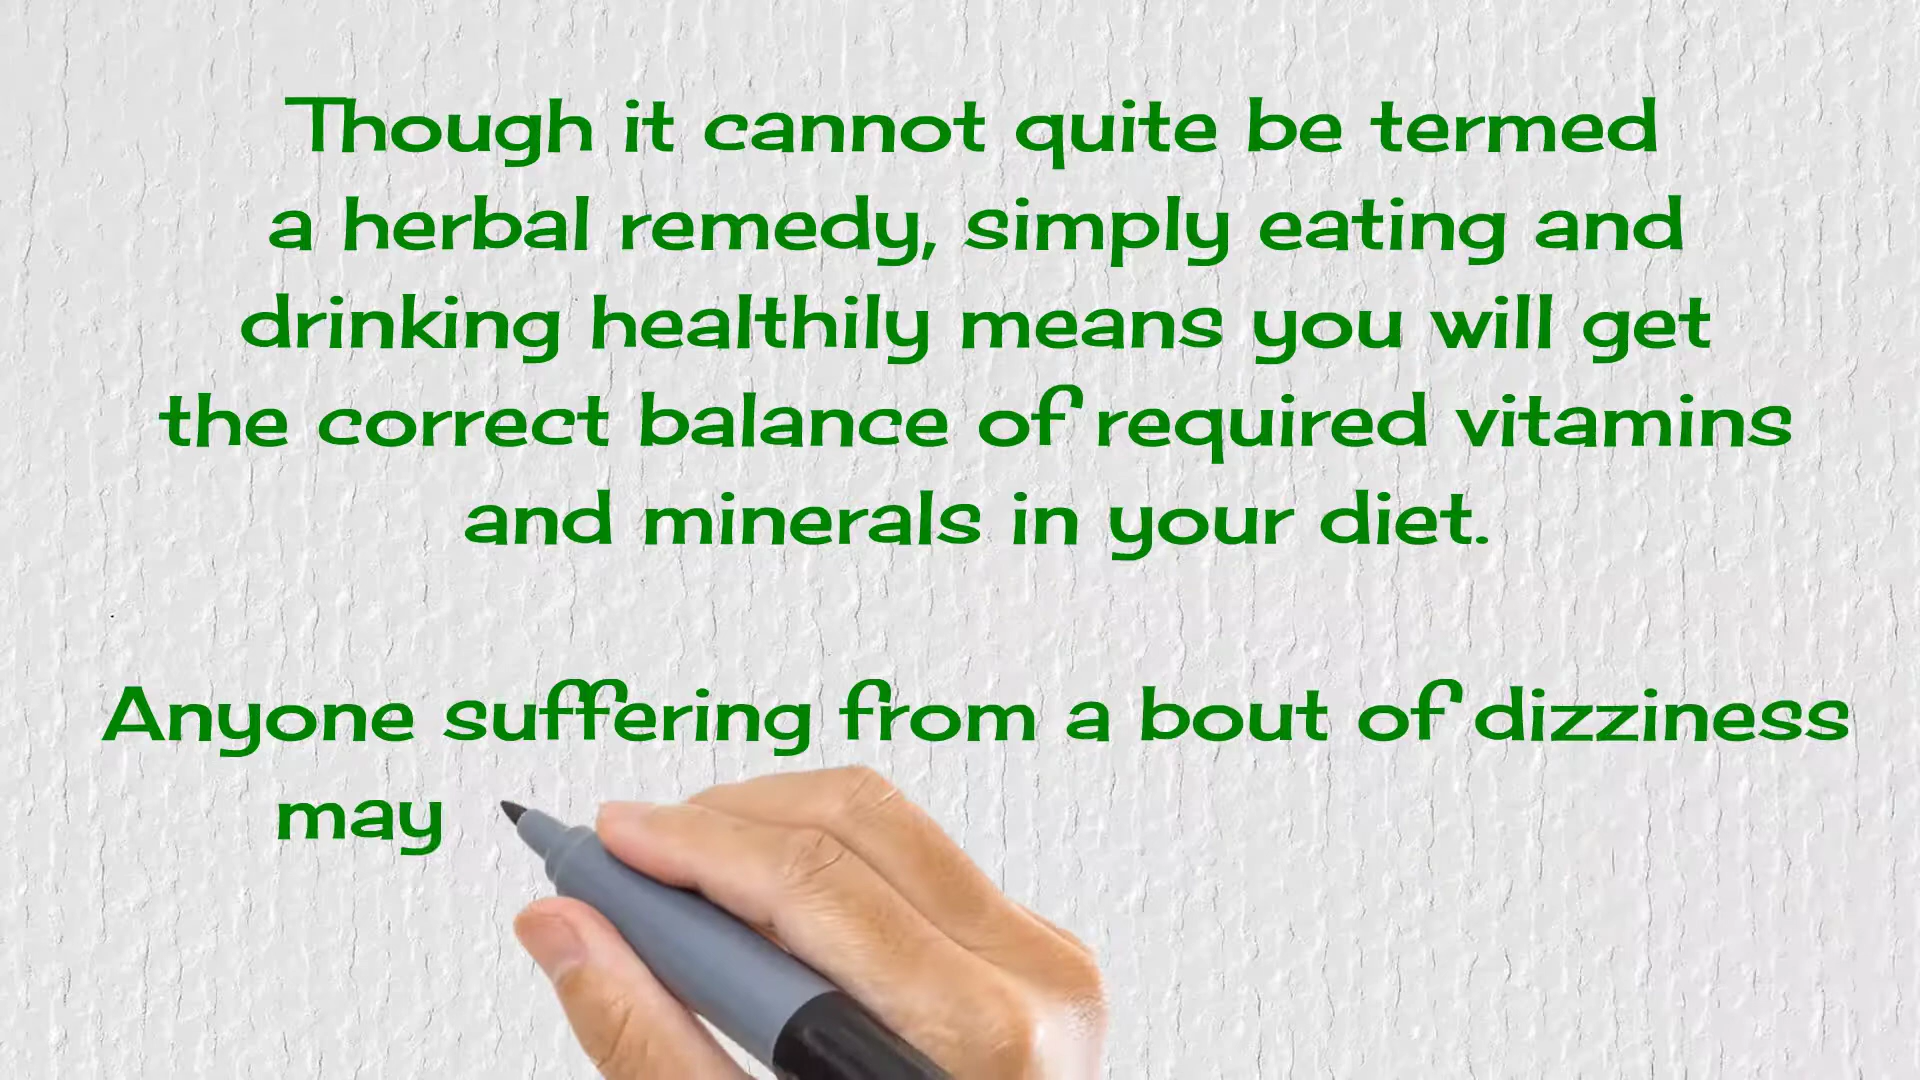 Though it cannot quite be termed
a herbal remedy, simply eating and
drinking healthily means you will get
the correct balance of required vitamins
and minerals in your diet.
Anyone suffering from a bout of dizziness
may